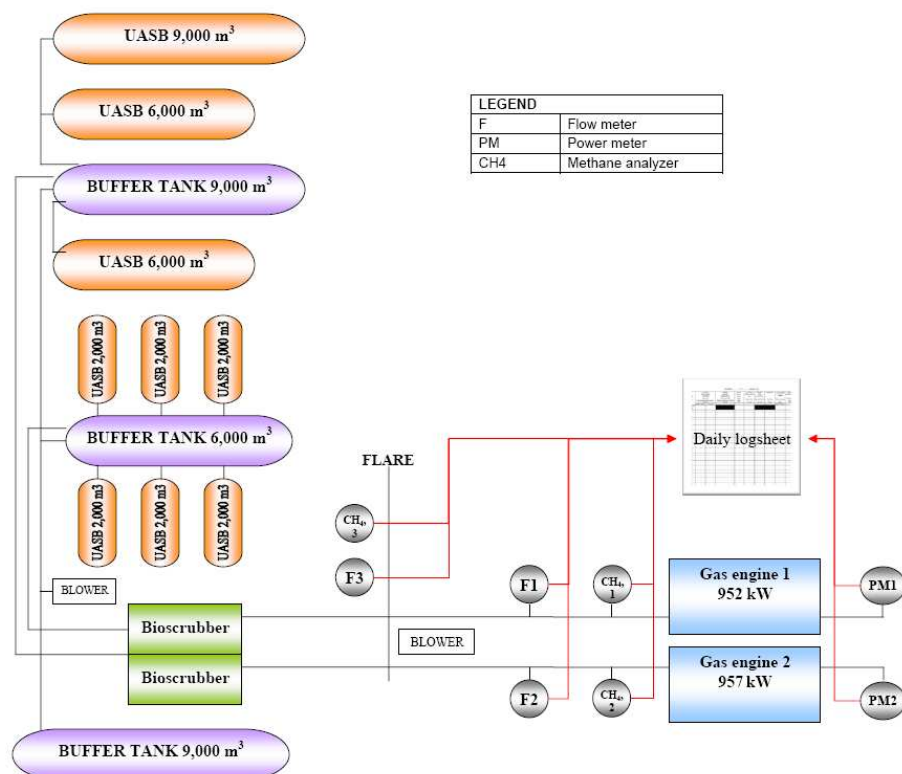 UASB 9,000 m³
UASB 6,000 m³
LEGEND
F Flow meter
PM Power meter
CH4 Methane analyzer
BUFFER TANK 9,000 m³
UASB 6,000 m³
UASB 2,000 m3
UASB 2,000 m3
UASB 2,000 m3
BUFFER TANK 6,000 m³
UASB 2,000 m3
UASB 2,000 m3
UASB 2,000 m3
Daily logsheet
FLARE
CH₄,
3
F3
F1
CH₄,
1
Gas engine 1
952 kW
PM1
BLOWER
Bioscrubber
BLOWER
Bioscrubber
F2
CH₄,
2
Gas engine 2
957 kW
PM2
BUFFER TANK 9,000 m³